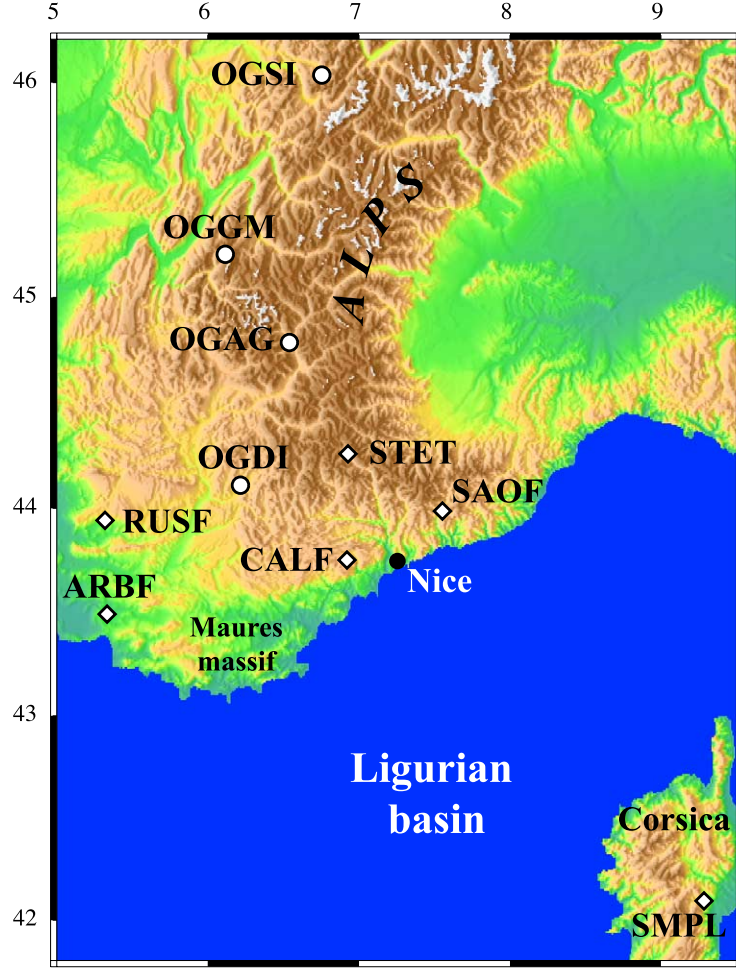 5 6 7 8 9
46
OGSI
ALPS
OGGM
45
OGAG
OGDI
STET
44
SAOF
RUSF
CALF
ARBF
Nice
Maures
massif
43
Ligurian
basin
Corsica
42
SMPL